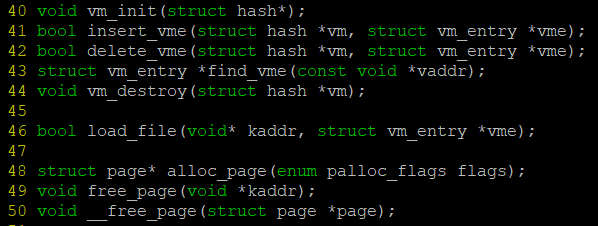 40 void vm_init(struct hash*);
41 bool insert_vme(struct hash *vm, struct vm_entry *vme);
42 bool delete_vme(struct hash *vm, struct vm_entry *vme);
43 struct vm_entry *find_vme(const void *vaddr);
44 void vm_destroy(struct hash *vm);
45
46 bool load_file(void* kaddr, struct vm_entry *vme);
47
48 struct page* alloc_page(enum palloc_flags flags);
49 void free_page(void *kaddr);
50 void __free_page(struct page *page);